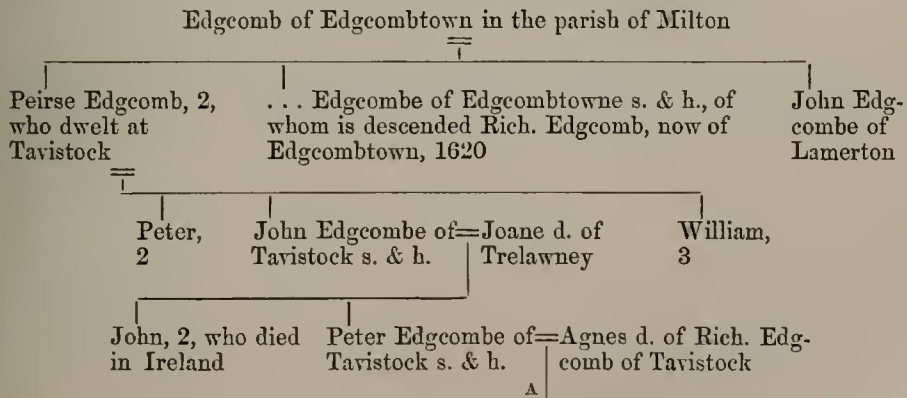 Edgcomb of Edgcombtown in the parish of Milton
Peirse Edgcomb, 2,
who dwelt at
Tavistock
. . . Edgcombe of Edgcombtowne s. & h., of
whom is descended Rich. Edgcomb, now of
Edgcombtown, 1620
John Edg-
combe of
Lamerton
Peter,
2
John Edgcombe of=Joane d. of
Tavistock s. & h. Trelawney
William,
3
John, 2, who died
in Ireland
Peter Edgcombe of=Agnes d. of Rich. Edg-
Tavistock s. & h. comb of Tavistock
A